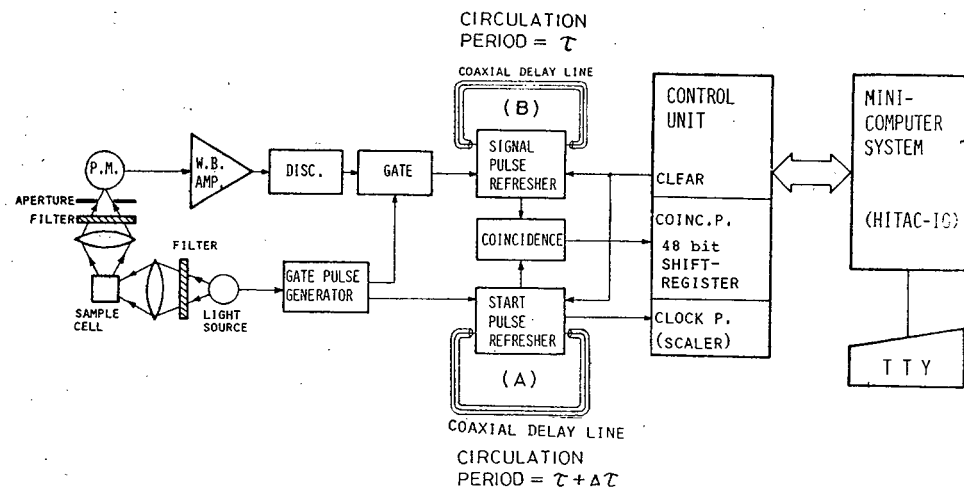 CIRCULATION
PERIOD = τ
COAXIAL DELAY LINE
(B)
P.M.
W.B.
AMP.
DISC.
GATE
SIGNAL
PULSE
REFRESHER
CONTROL
UNIT
CLEAR
MINI-
COMPUTER
SYSTEM
(HITAC-10)
APERTURE
FILTER
COINCIDENCE
COINC.P.
48 bit
SHIFT-
REGISTER
FILTER
SAMPLE
CELL
LIGHT
SOURCE
GATE PULSE
GENERATOR
START
PULSE
REFRESHER
CLOCK P.
(SCALER)
(A)
TTY
COAXIAL DELAY LINE
CIRCULATION
PERIOD = τ + Δτ